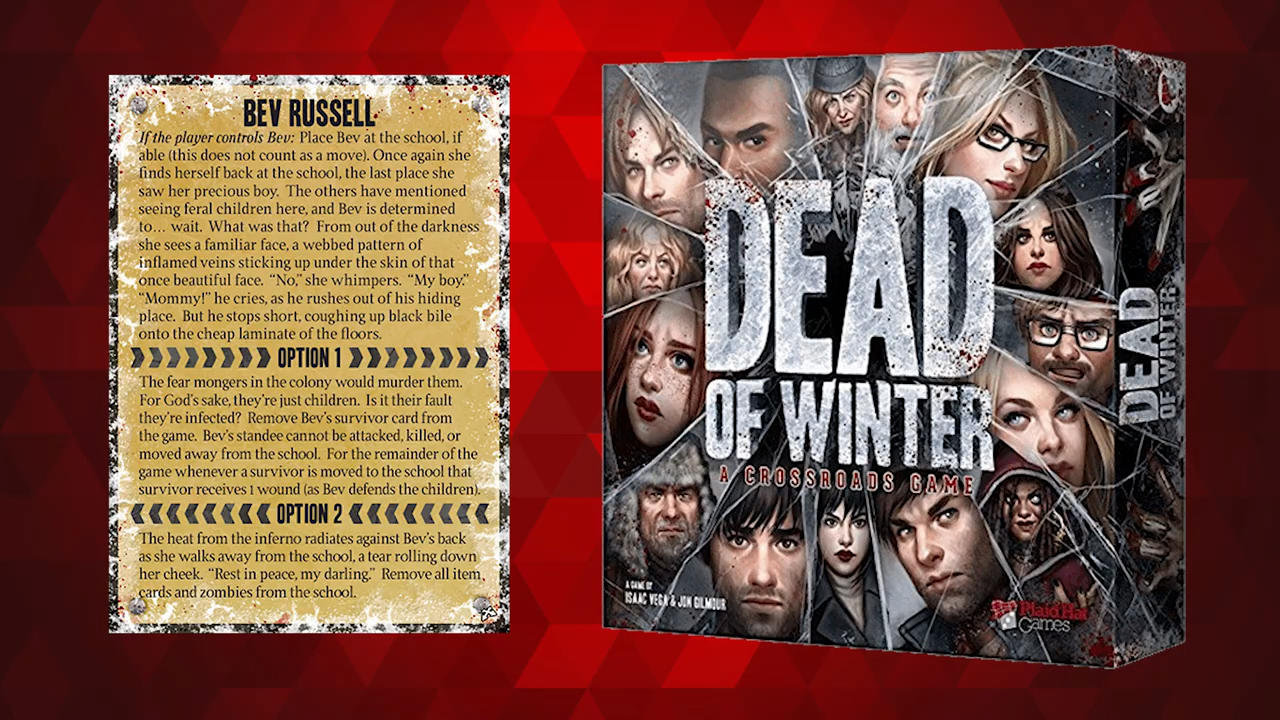 BEV RUSSELL
If the player controls Bev: Place Bev at the school, if
able (this does not count as a move). Once again she
finds herself back at the school, the last place she
saw her precious boy. The others have mentioned
seeing feral children here, and Bev is determined
to... wait. What was that? From out of the darkness
she sees a familiar face, a webbed pattern of
inflamed veins sticking up under the skin of that
once beautiful face. “No,” she whimpers. “My boy.”
“Mommy!” he cries, as he rushes out of his hiding
place. But he stops short, coughing up black bile
onto the cheap laminate of the floors.
OPTION 1
The fear mongers in the colony would murder them.
For God’s sake, they’re just children. Is it their fault
they’re infected? Remove Bev’s survivor card from
the game. Bev’s standee cannot be attacked, killed, or
moved away from the school. For the remainder of the
game whenever a survivor is moved to the school that
survivor receives 1 wound (as Bev defends the children).
OPTION 2
The heat from the inferno radiates against Bev’s back
as she walks away from the school, a tear rolling down
her cheek. “Rest in peace, my darling.” Remove all item
cards and zombies from the school.
DEAD
OF WINTER
A CROSSROADS GAME
A GAME BY
ISAAC VEGA & JON GILMOUR
Plaid Hat
Games
DEAD
OF WINTER